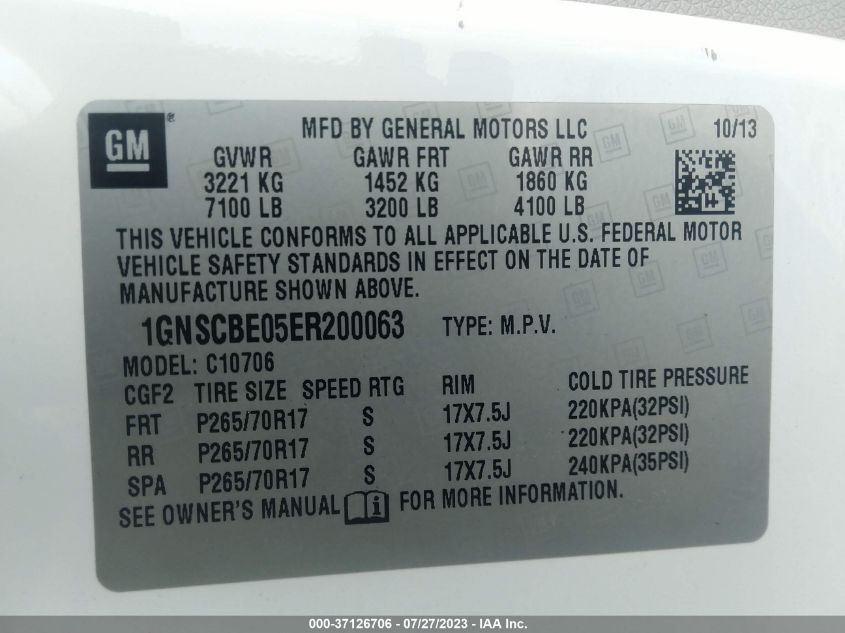 GM®
MFD BY GENERAL MOTORS LLC 10/13
GVWR GAWR FRT GAWR RR
3221 KG 1452 KG 1860 KG
7100 LB 3200 LB 4100 LB
THIS VEHICLE CONFORMS TO ALL APPLICABLE U.S. FEDERAL MOTOR
VEHICLE SAFETY STANDARDS IN EFFECT ON THE DATE OF
MANUFACTURE SHOWN ABOVE.
1GNSCBE05ER200063 TYPE: M.P.V.
MODEL: C10706
CGF2 TIRE SIZE SPEED RTG RIM COLD TIRE PRESSURE
FRT P265/70R17 S 17X7.5J 220KPA(32PSI)
RR P265/70R17 S 17X7.5J 220KPA(32PSI)
SPA P265/70R17 S 17X7.5J 240KPA(35PSI)
SEE OWNER'S MANUAL i FOR MORE INFORMATION.
000-37126706 / 07/27/2023 - IAA Inc.